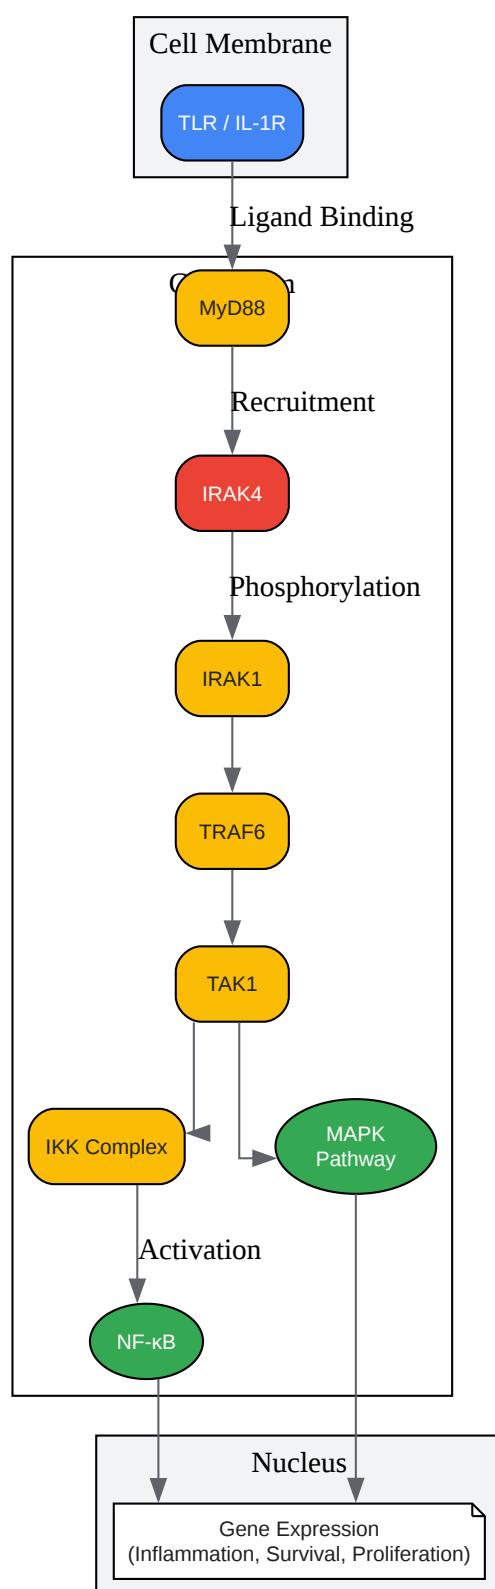 Cell Membrane
TLR / IL-1R
Ligand Binding
MyD88
Recruitment
IRAK4
Phosphorylation
IRAK1
TRAF6
TAK1
IKK Complex
MAPK
Pathway
Activation
NF-κB
Nucleus
Gene Expression
(Inflammation, Survival, Proliferation)